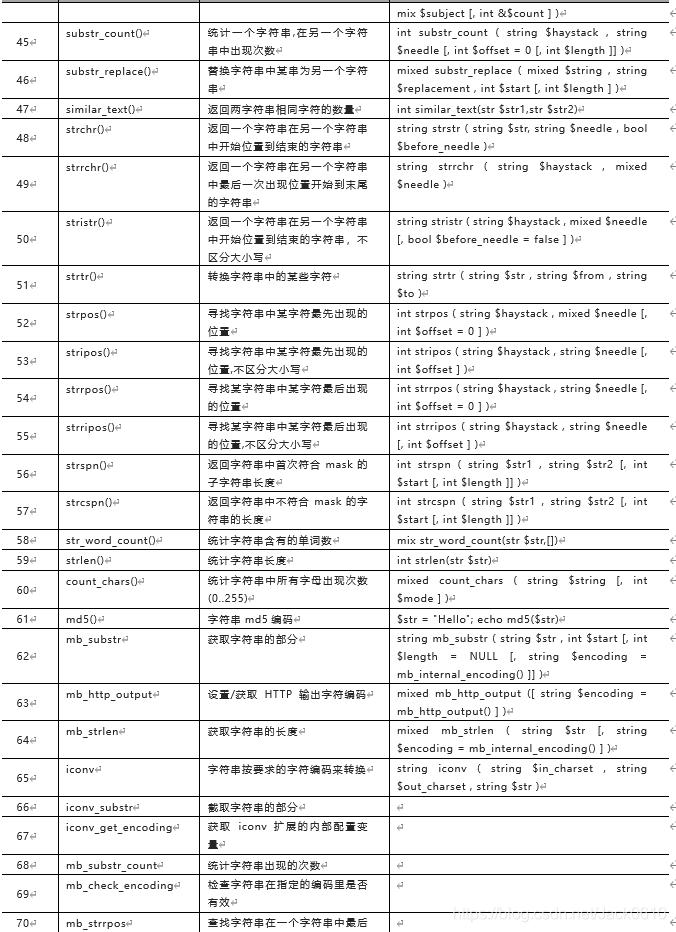 mix $subject [, int &$count ] )
45 substr_count() 统计一个字符串,在另一个字符 int substr_count ( string $haystack , string
串中出现次数 $needle [, int $offset = 0 [, int $length ]] )
46 substr_replace() 替换字符串中某串为另一个字符 mixed substr_replace ( mixed $string , string
串 $replacement , int $start [, int $length ] )
47 similar_text() 返回两字符串相同字符的数量 int similar_text(str $str1,str $str2)
48 strchr() 返回一个字符串在另一个字符串 string strstr ( string $str, string $needle , bool
中开始位置到结束的字符串 $before_needle )
49 strrchr() 返回一个字符串在另一个字符串 string strrchr ( string $haystack , mixed
中最后一次出现位置开始到末尾 $needle )
的字符串
50 stristr() 返回一个字符串在另一个字符串 string stristr ( string $haystack , mixed $needle
中开始位置到结束的字符串，不 [, bool $before_needle = false ] )
区分大小写
51 strtr() 转换字符串中的某些字符 string strtr ( string $str , string $from , string
$to )
52 strpos() 寻找字符串中某字符最先出现的 int strpos ( string $haystack , mixed $needle [,
位置 int $offset = 0 ] )
53 stripos() 寻找字符串中某字符最先出现的 int stripos ( string $haystack , string $needle [,
位置,不区分大小写 int $offset ] )
54 strrpos() 寻找某字符串中某字符最后出现 int strrpos ( string $haystack , string $needle [,
的位置 int $offset = 0 ] )
55 strripos() 寻找某字符串中某字符最后出现 int strripos ( string $haystack , string $needle
的位置,不区分大小写 [, int $offset ] )
56 strspn() 返回字符串中首次符合 mask 的 int strspn ( string $str1 , string $str2 [, int
子字符串长度 $start [, int $length ]] )
57 strcspn() 返回字符串中不符合 mask 的字 int strcspn ( string $str1 , string $str2 [, int
符串的长度 $start [, int $length ]] )
58 str_word_count() 统计字符串含有的单词数 mix str_word_count(str $str,[])
59 strlen() 统计字符串长度 int strlen(str $str)
60 count_chars() 统计字符串中所有字母出现次数 mixed count_chars ( string $string [, int
(0..255) $mode ] )
61 md5() 字符串 md5 编码 $str = "Hello"; echo md5($str)
62 mb_substr 获取字符串的部分 string mb_substr ( string $str , int $start [, int
$length = NULL [, string $encoding =
mb_internal_encoding() ]] )
63 mb_http_output 设置/获取 HTTP 输出字符编码 mixed mb_http_output ([ string $encoding =
mb_http_output() ] )
64 mb_strlen 获取字符串的长度 mixed mb_strlen ( string $str [, string
$encoding = mb_internal_encoding() ] )
65 iconv 字符串按要求的字符编码来转换 string iconv ( string $in_charset , string
$out_charset , string $str )
66 iconv_substr 截取字符串的部分
67 iconv_get_encoding 获取 iconv 扩展的内部配置变
量
68 mb_substr_count 统计字符串出现的次数
69 mb_check_encoding 检查字符串在指定的编码里是否
有效
70 mb_strrpos 查找字符串在一个字符串中最后